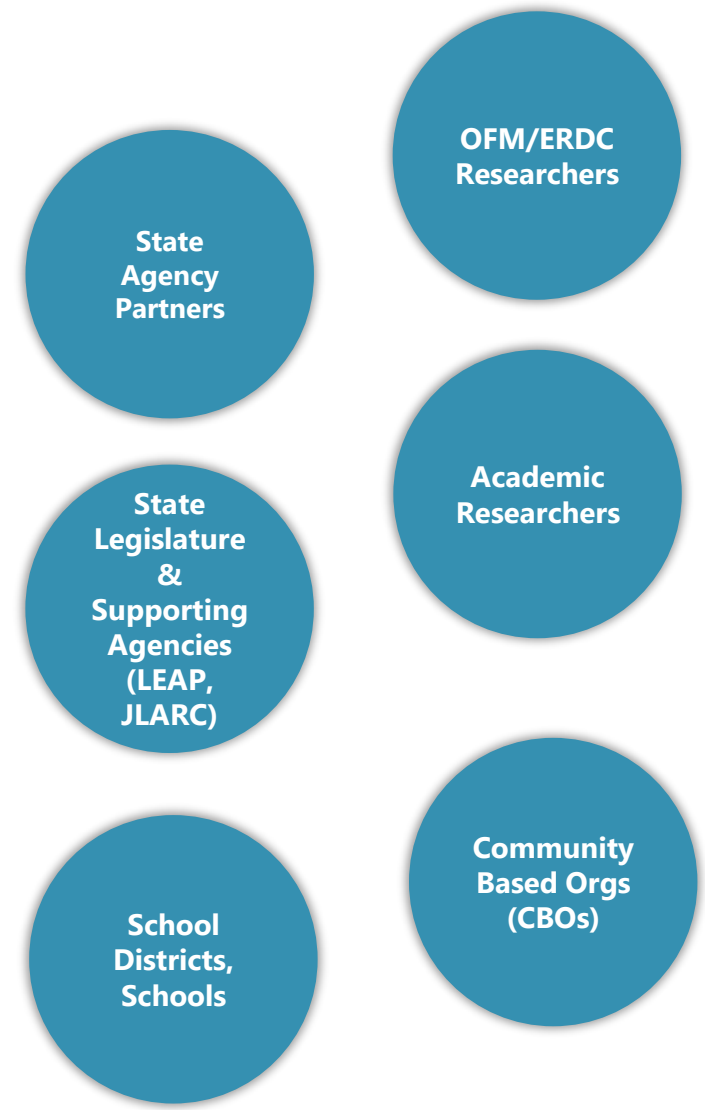 OFM/ERDC
Researchers
State
Agency
Partners
Academic
Researchers
State
Legislature
&
Supporting
Agencies
(LEAP,
JLARC)
Community
Based Orgs
(CBOs)
School
Districts,
Schools